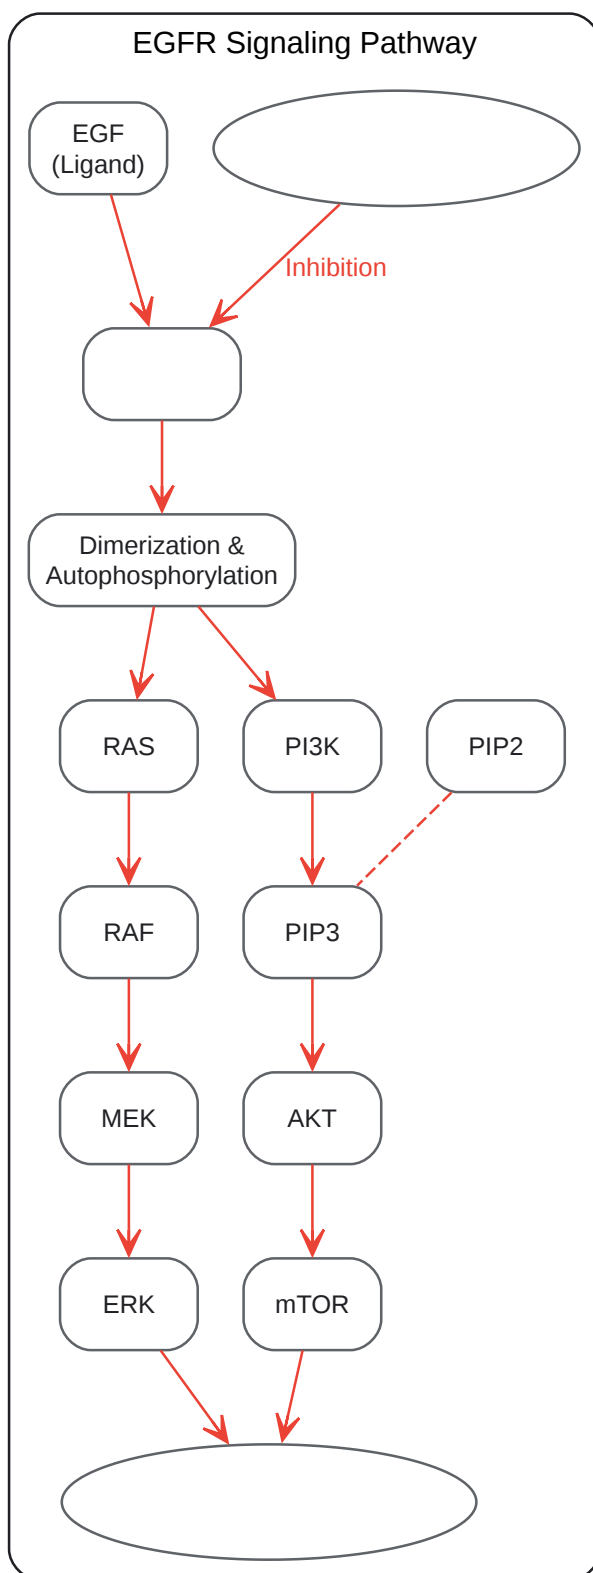 EGFR Signaling Pathway
EGF
(Ligand)
Inhibition
Dimerization &
Autophosphorylation
RAS
PI3K
PIP2
RAF
PIP3
MEK
AKT
ERK
mTOR